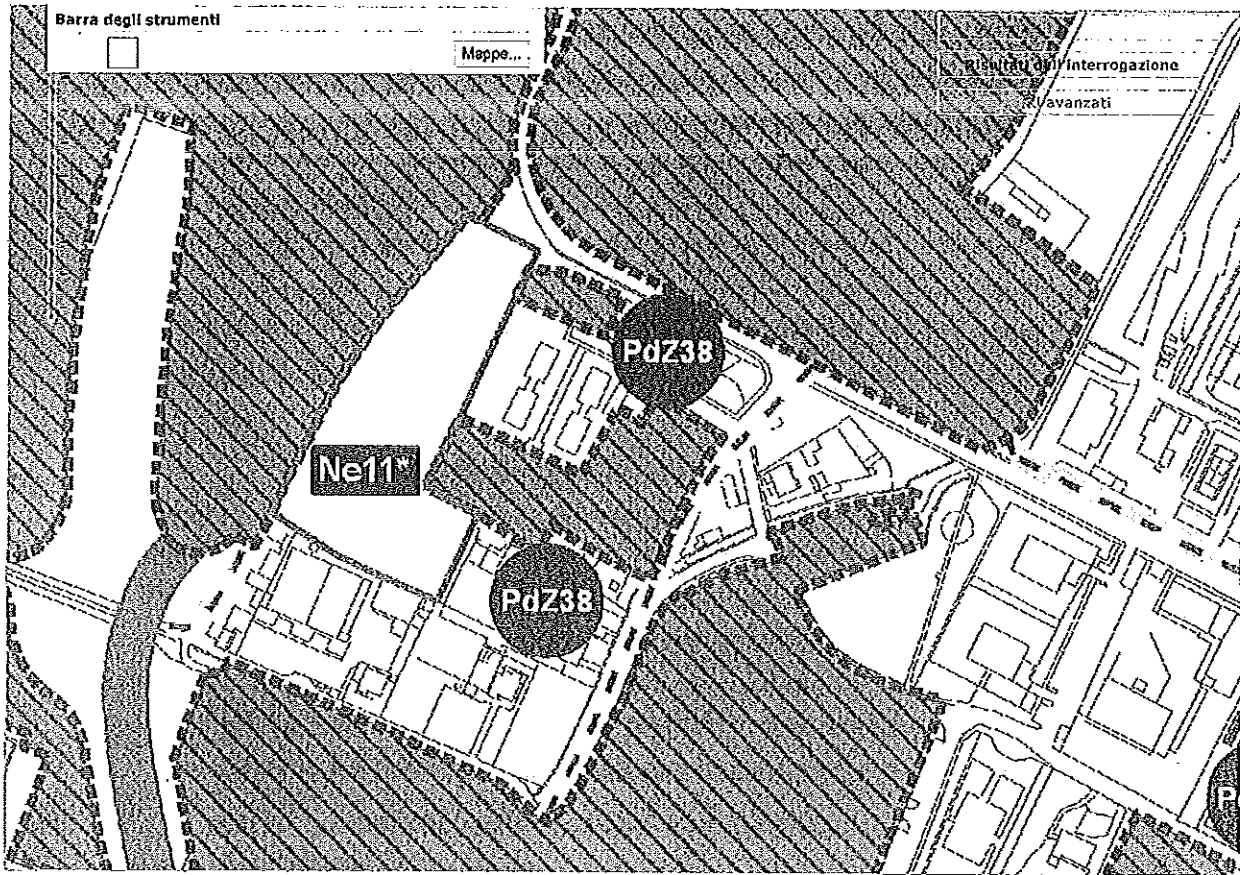 Barra degli strumenti
Mappe...
Risultati dell'interrogazione
avanzati
PdZ38
Ne11"
PdZ38
P